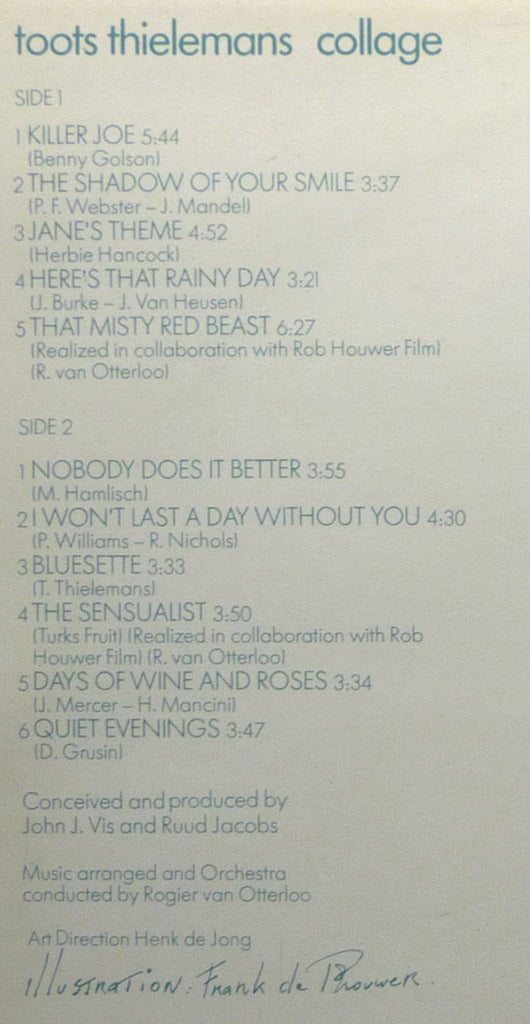 toots thielemans collage
SIDE 1
1 KILLER JOE 5:44
(Benny Golson)
2 THE SHADOW OF YOUR SMILE 3:37
(P. F. Webster – J. Mandel)
3 JANE'S THEME 4:52
(Herbie Hancock)
4 HERE'S THAT RAINY DAY 3:21
(J. Burke – J. Van Heusen)
5 THAT MISTY RED BEAST 6:27
(Realized in collaboration with Rob Houwer Film)
(R. van Otterloo)
SIDE 2
1 NOBODY DOES IT BETTER 3:55
(M. Hamlisch)
2 I WON'T LAST A DAY WITHOUT YOU 4:30
(P. Williams – R. Nichols)
3 BLUESETTE 3:33
(T. Thielemans)
4 THE SENSUALIST 3:50
(Turks Fruit) (Realized in collaboration with Rob
Houwer Film) (R. van Otterloo)
5 DAYS OF WINE AND ROSES 3:34
(J. Mercer – H. Mancini)
6 QUIET EVENINGS 3:47
(D. Grusin)
Conceived and produced by
John J. Vis and Ruud Jacobs
Music arranged and Orchestra
conducted by Rogier van Otterloo
Art Direction Henk de Jong
Illustration: Frank de Brouwer.